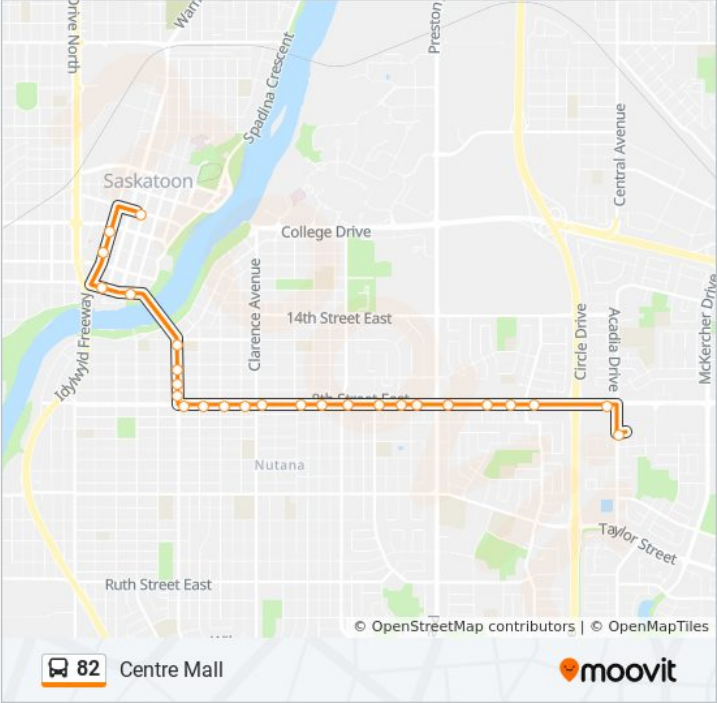 Drive North
Preston
Spadina Crescent
Central Avenue
Saskatoon
College Drive
Clarence Avenue
14th Street East
Circle Drive
Acadia Drive
McKercher Drive
Idylwyld Freeway
8th Street East
Nutana
Taylor Street
Ruth Street East
© OpenStreetMap contributors | © OpenMapTiles
82 Centre Mall
moovit